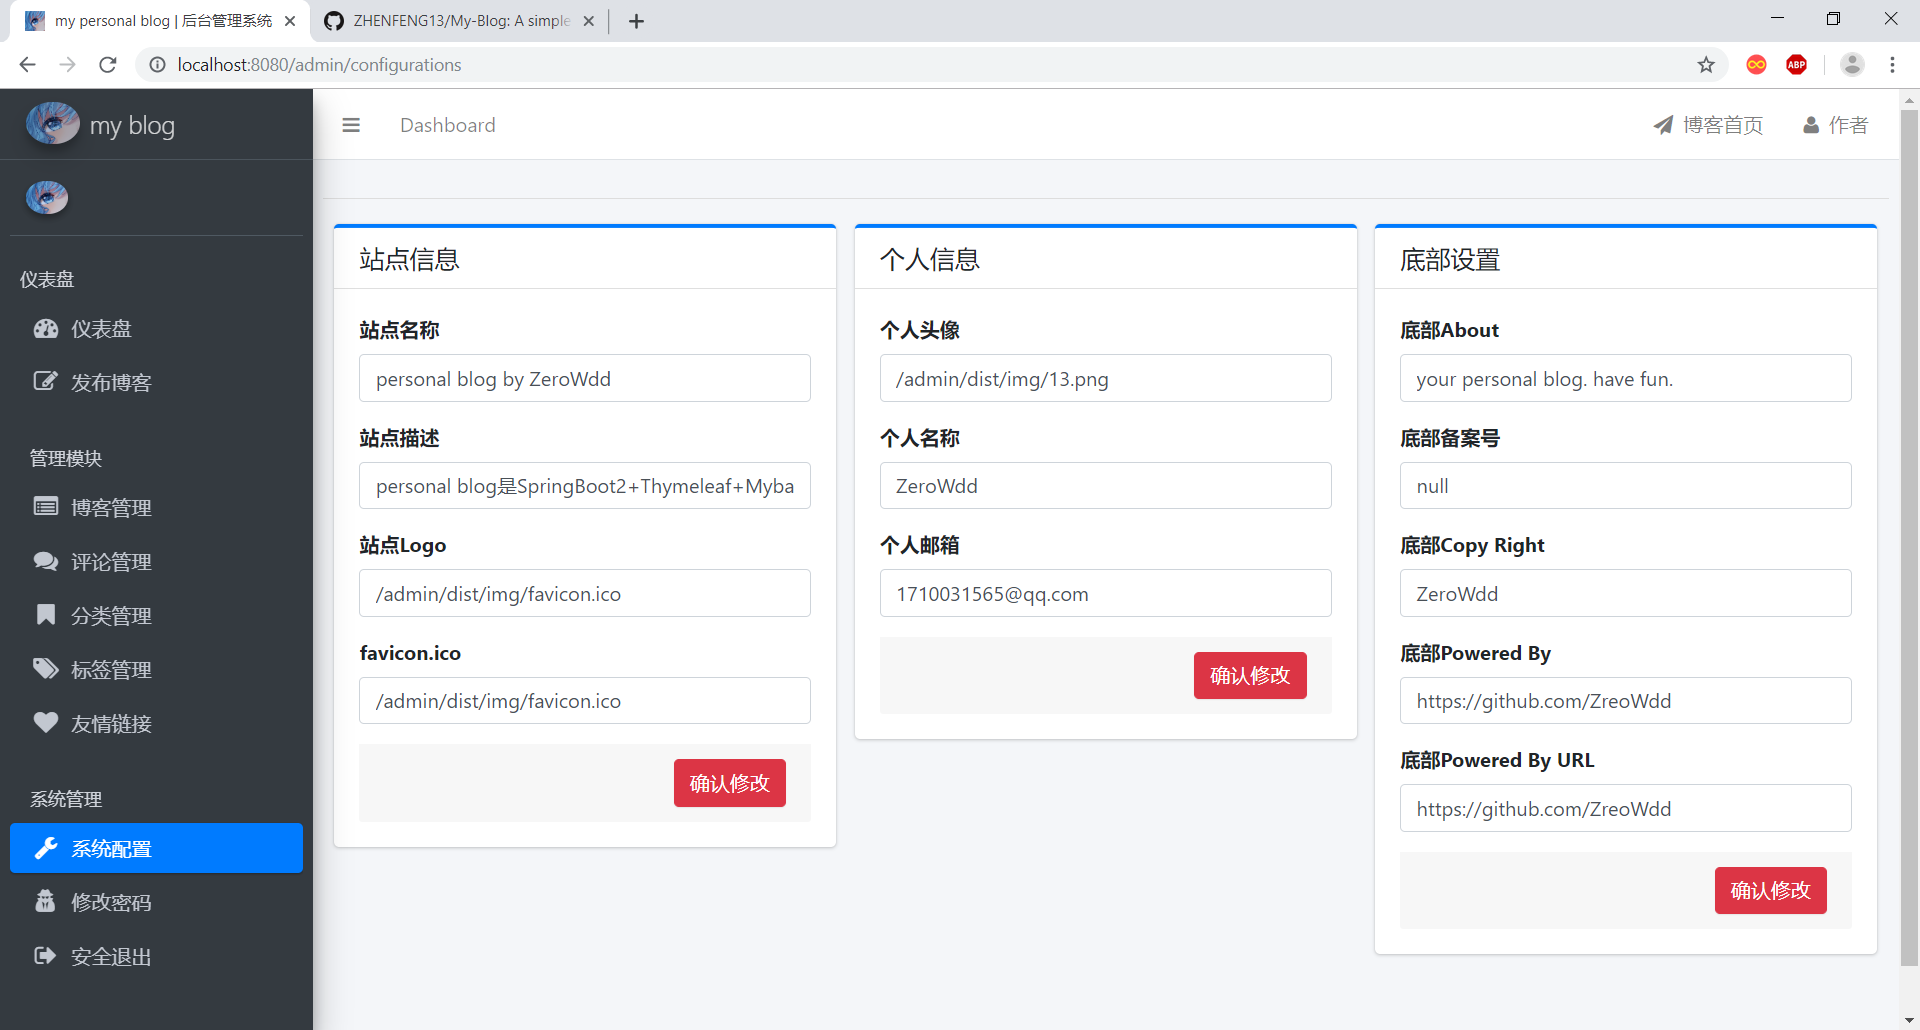 my personal blog | 后台管理系统
ZHENFENG13/My-Blog: A simple
localhost:8080/admin/configurations
ABP
my blog
Dashboard
博客首页
作者
仪表盘
仪表盘
发布博客
管理模块
博客管理
评论管理
分类管理
标签管理
友情链接
系统管理
系统配置
修改密码
安全退出
站点信息
站点名称
personal blog by ZeroWdd
站点描述
personal blog是SpringBoot2+Thymeleaf+Myba
站点Logo
/admin/dist/img/favicon.ico
favicon.ico
/admin/dist/img/favicon.ico
确认修改
个人信息
个人头像
/admin/dist/img/13.png
个人名称
ZeroWdd
个人邮箱
1710031565@qq.com
确认修改
底部设置
底部About
your personal blog. have fun.
底部备案号
null
底部Copy Right
ZeroWdd
底部Powered By
https://github.com/ZreoWdd
底部Powered By URL
https://github.com/ZreoWdd
确认修改